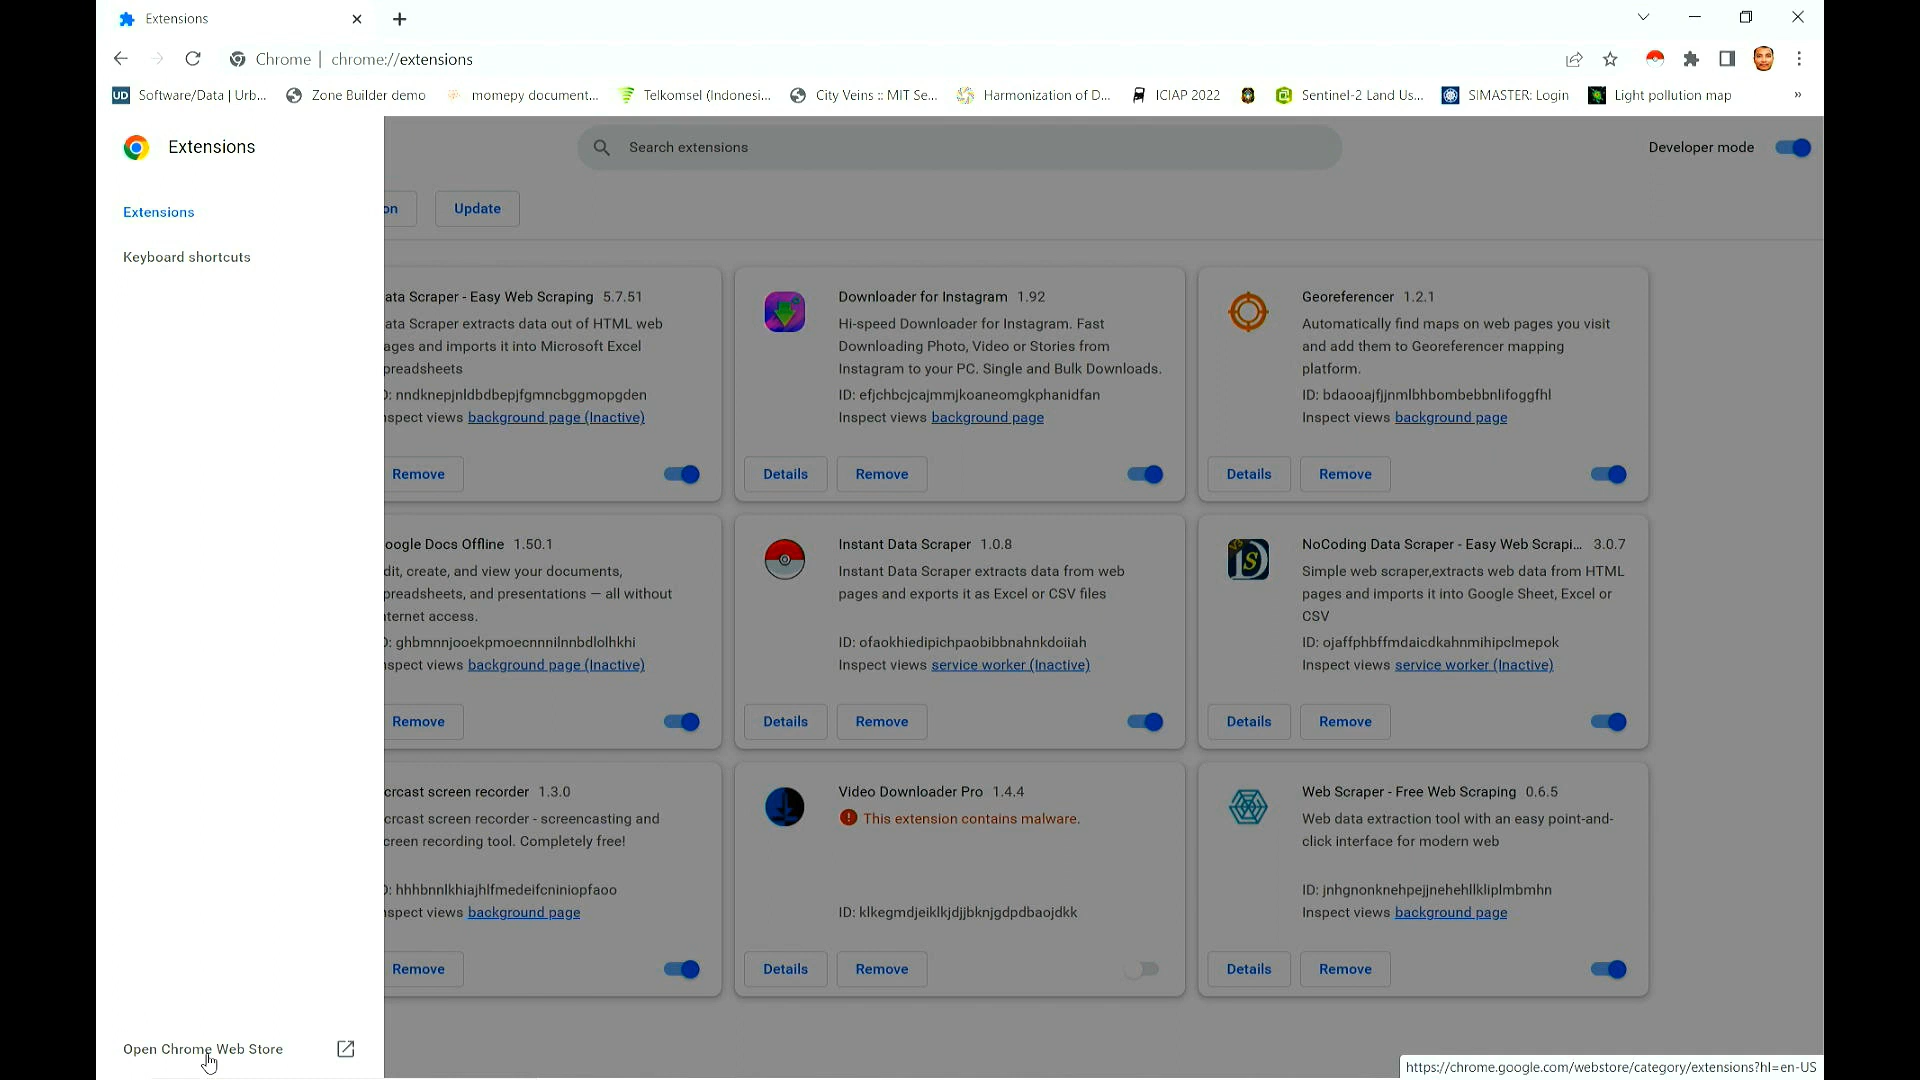 Extensions
Chrome | chrome://extensions
UD Software/Data | Urb... Zone Builder demo momepy document... Telkomsel (Indonesi... City Veins :: MIT Se... Harmonization of D... ICIAP 2022 Sentinel-2 Land Us... SIMASTER: Login Light pollution map »
Extensions
Search extensions
Developer mode
Extensions
Keyboard shortcuts
on
Update
ata Scraper - Easy Web Scraping 5.7.51
ata Scraper extracts data out of HTML web
ages and imports it into Microsoft Excel
preadsheets
D: nndknepjnldbdbepjfgmncbggmopgden
nspect views background page (Inactive)
Remove
Downloader for Instagram 1.92
Hi-speed Downloader for Instagram. Fast
Downloading Photo, Video or Stories from
Instagram to your PC. Single and Bulk Downloads.
ID: efjchbcjcajmmjkoaneomgkphanidfan
Inspect views background page
Details Remove
Georeferencer 1.2.1
Automatically find maps on web pages you visit
and add them to Georeferencer mapping
platform.
ID: bdaooajfjjnmlbhbombebbnlifoggfhl
Inspect views background page
Details Remove
oogle Docs Offline 1.50.1
dit, create, and view your documents,
preadsheets, and presentations — all without
nternet access.
D: ghbmnnjooekpmoecnnnilnnbdlolhkhi
nspect views background page (Inactive)
Remove
Instant Data Scraper 1.0.8
Instant Data Scraper extracts data from web
pages and exports it as Excel or CSV files
ID: ofaokhiedipichpaobibbnahnkdoiiah
Inspect views service worker (Inactive)
Details Remove
NoCoding Data Scraper - Easy Web Scrapi... 3.0.7
Simple web scraper,extracts web data from HTML
pages and imports it into Google Sheet, Excel or
CSV
ID: ojaffphbffmdaicdkahnmihipclmepok
Inspect views service worker (Inactive)
Details Remove
crcast screen recorder 1.3.0
crcast screen recorder - screencasting and
creen recording tool. Completely free!
D: hhhbnnlkhiajhlfmedeifcniniopfaoo
nspect views background page
Remove
Video Downloader Pro 1.4.4
This extension contains malware.
ID: klkegmdjeiklkjdjjbknjgdpdbaojdkk
Details Remove
Web Scraper - Free Web Scraping 0.6.5
Web data extraction tool with an easy point-and-
click interface for modern web
ID: jnhgnonknehpejjnehehllkliplmbmhn
Inspect views background page
Details Remove
Open Chrome Web Store
https://chrome.google.com/webstore/category/extensions?hl=en-US